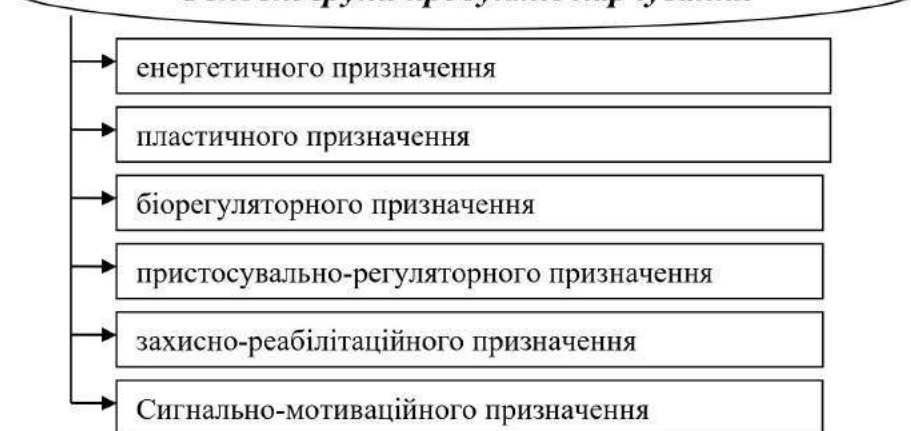 енергетичного призначення
пластичного призначення
біорегуляторного призначення
пристосувально-регуляторного призначення
захисно-реабілітаційного призначення
Сигнально-мотиваційного призначення